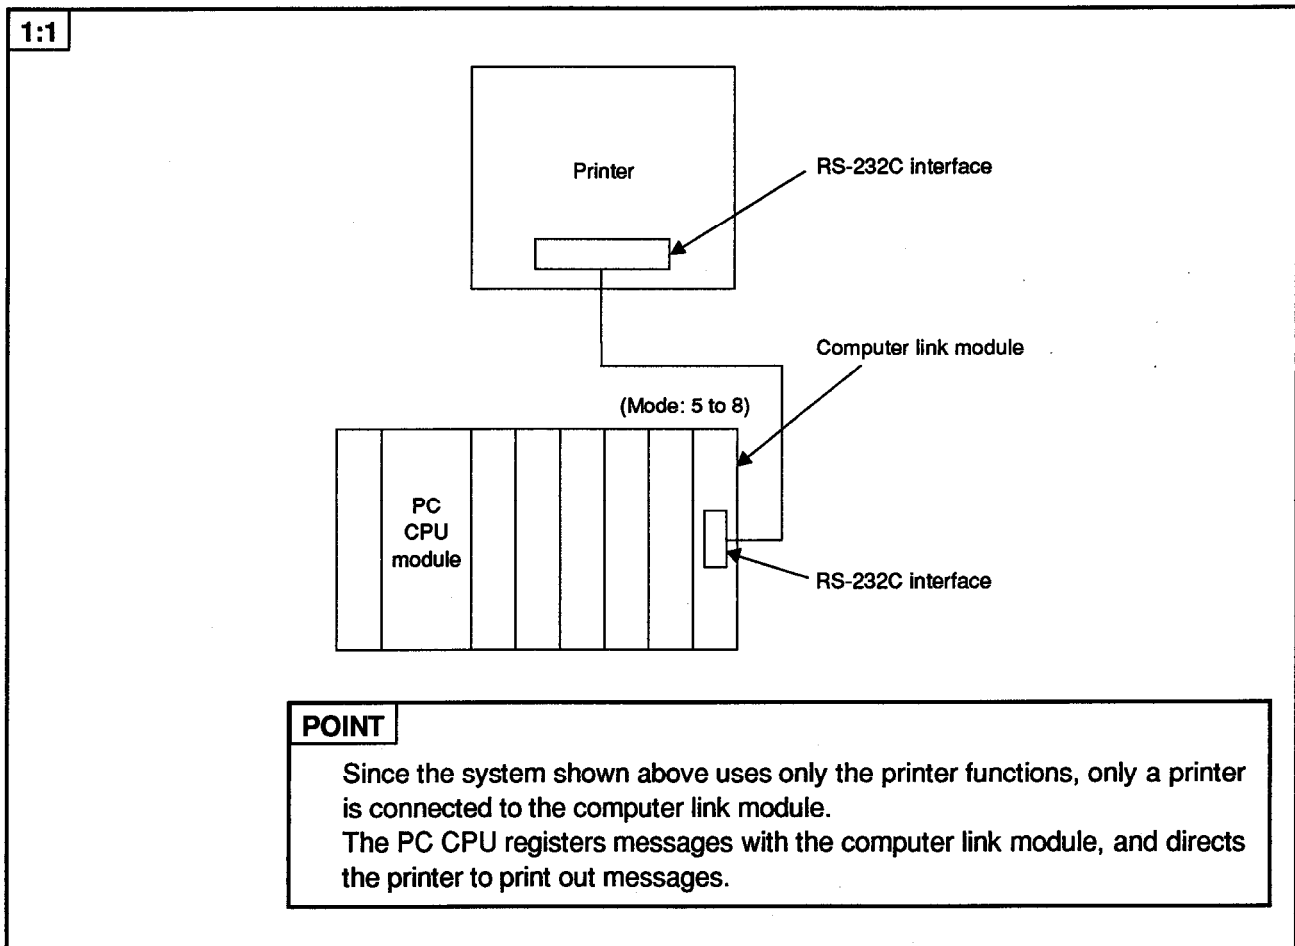 1:1
Printer
RS-232C interface
Computer link module
(Mode: 5 to 8)
PC
CPU
module
RS-232C interface
POINT
Since the system shown above uses only the printer functions, only a printer
is connected to the computer link module.
The PC CPU registers messages with the computer link module, and directs
the printer to print out messages.